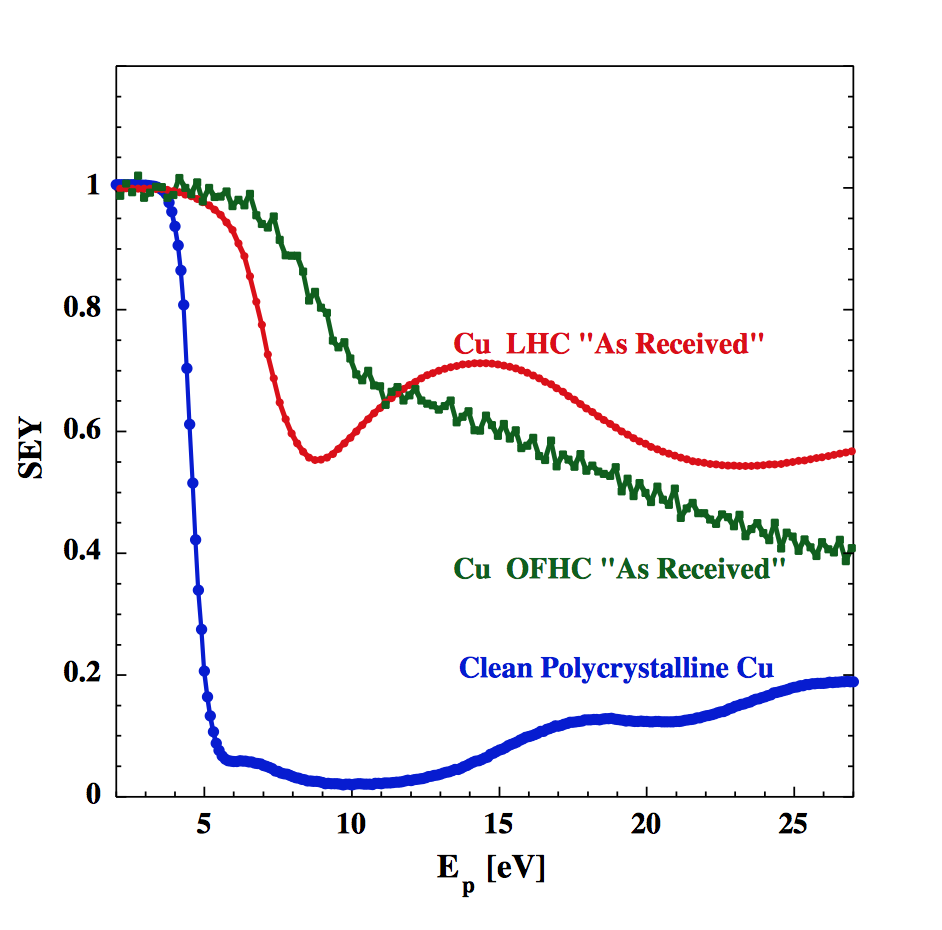 1
0.8
Cu LHC "As Received"
0.6
SEY
0.4
Cu OFHC "As Received"
0.2
Clean Polycrystalline Cu
0
5 10 15 20 25
Ep [eV]